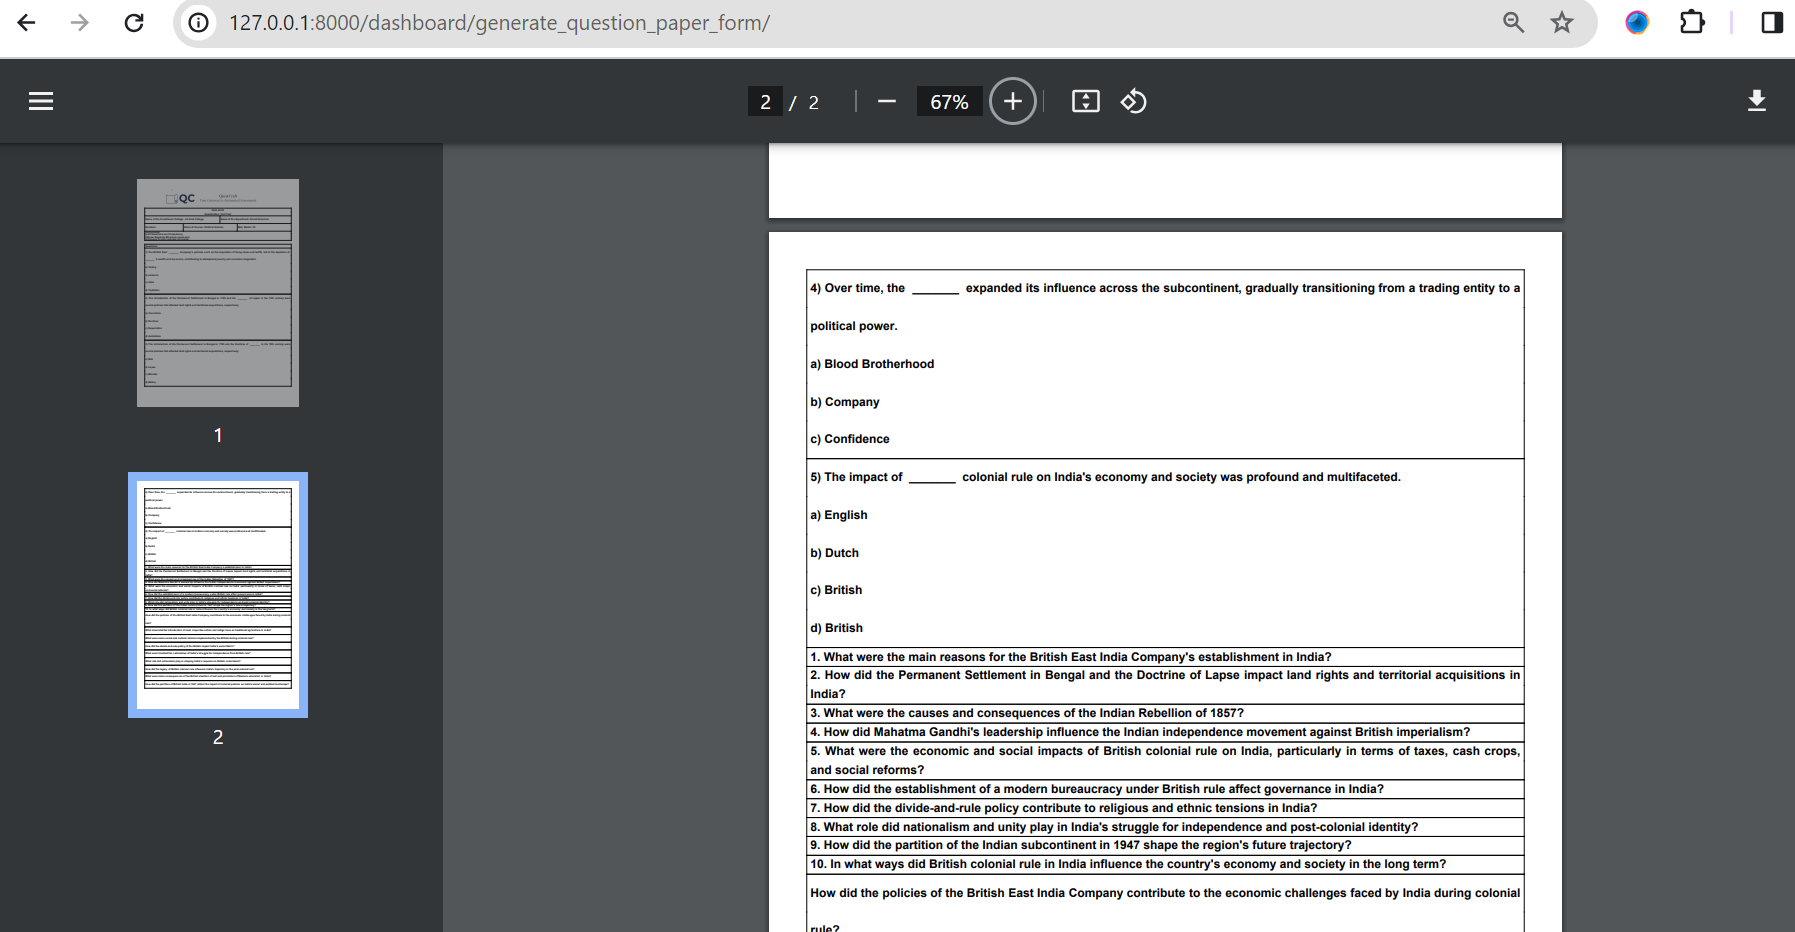 127.0.0.1:8000/dashboard/generate_question_paper_form/
2 / 2
67%
QC
1
2
4) Over time, the _______ expanded its influence across the subcontinent, gradually transitioning from a trading entity to a
political power.
a) Blood Brotherhood
b) Company
c) Confidence
5) The impact of _______ colonial rule on India's economy and society was profound and multifaceted.
a) English
b) Dutch
c) British
d) British
1. What were the main reasons for the British East India Company's establishment in India?
2. How did the Permanent Settlement in Bengal and the Doctrine of Lapse impact land rights and territorial acquisitions in
India?
3. What were the causes and consequences of the Indian Rebellion of 1857?
4. How did Mahatma Gandhi's leadership influence the Indian independence movement against British imperialism?
5. What were the economic and social impacts of British colonial rule on India, particularly in terms of taxes, cash crops,
and social reforms?
6. How did the establishment of a modern bureaucracy under British rule affect governance in India?
7. How did the divide-and-rule policy contribute to religious and ethnic tensions in India?
8. What role did nationalism and unity play in India's struggle for independence and post-colonial identity?
9. How did the partition of the Indian subcontinent in 1947 shape the region's future trajectory?
10. In what ways did British colonial rule in India influence the country's economy and society in the long term?
How did the policies of the British East India Company contribute to the economic challenges faced by India during colonial
rule?